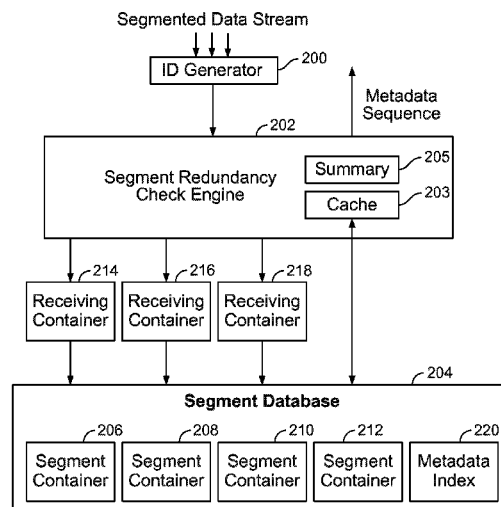 Segmented Data Stream
ID Generator
200
Metadata
Sequence
202
Segment Redundancy
Check Engine
Summary
205
Cache
203
214
216
218
Receiving
Container
Receiving
Container
Receiving
Container
204
Segment Database
206
208
210
212
220
Segment
Container
Segment
Container
Segment
Container
Segment
Container
Metadata
Index